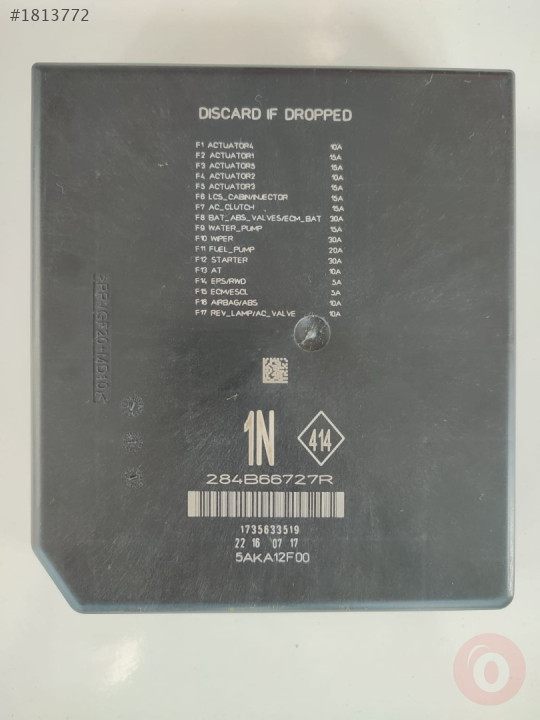 #1813772
DISCARD IF DROPPED
F1 ACTUATOR4 10A
F2 ACTUATOR1 15A
F3 ACTUATOR5 15A
F4 ACTUATOR2 10A
F5 ACTUATOR3 15A
F6 LCS_CABIN/INJECTOR 15A
F7 AC_CLUTCH 15A
F8 BAT_ABS_VALVES/ECM_BAT 30A
F9 WATER_PUMP 15A
F10 WIPER 30A
F11 FUEL_PUMP 20A
F12 STARTER 30A
F13 AT 10A
F14 EPS/RWD 5A
F15 ECM/ESCL 5A
F16 AIRBAG/ABS 10A
F17 REV_LAMP/AC_VALVE 10A
1N
414
284B66727R
1735633519
22 16 07 17
5AKA12F00